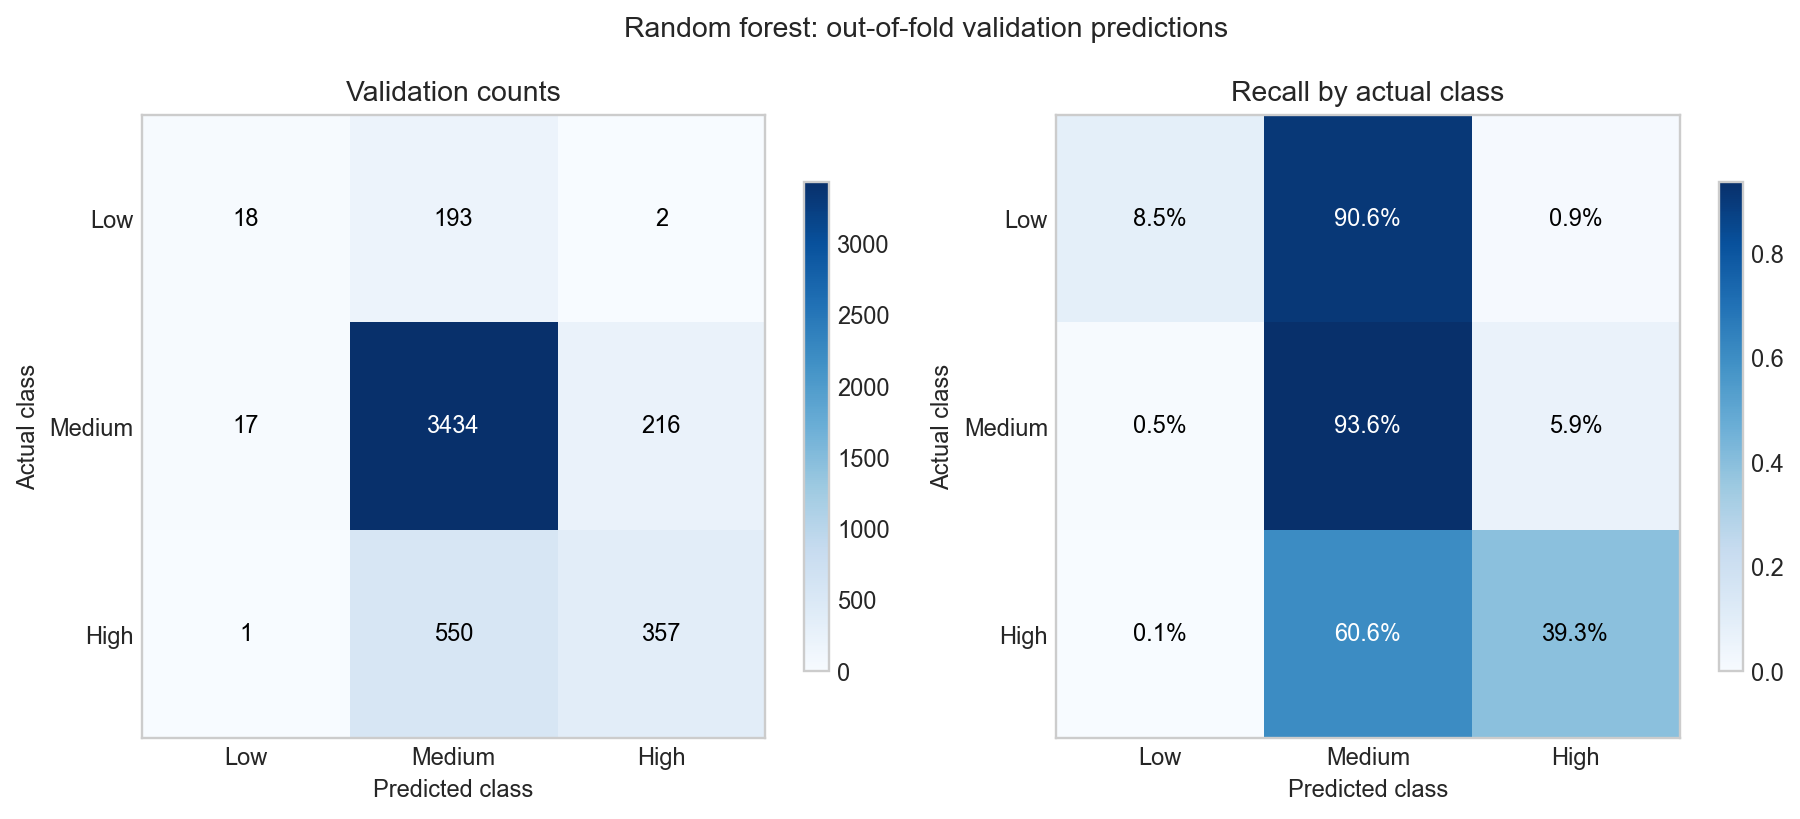 Random forest: out-of-fold validation predictions
Validation counts
Actual class
Low
Medium
High
18 193 2
17 3434 216
1 550 357
Low Medium High
Predicted class
3000
2500
2000
1500
1000
500
0
Recall by actual class
Actual class
Low
Medium
High
8.5% 90.6% 0.9%
0.5% 93.6% 5.9%
0.1% 60.6% 39.3%
Low Medium High
Predicted class
0.8
0.6
0.4
0.2
0.0